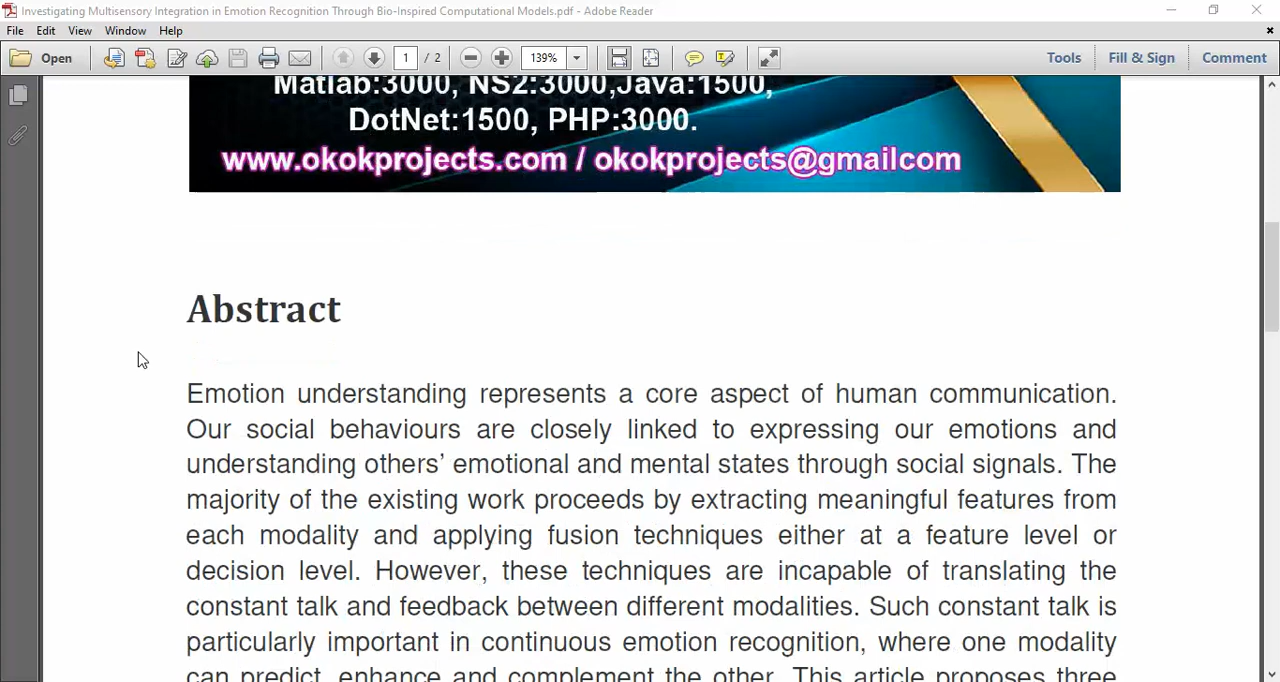 Investigating Multisensory Integration in Emotion Recognition Through Bio-Inspired Computational Models.pdf - Adobe Reader
File Edit View Window Help
Open 1 / 2 139% Tools Fill & Sign Comment
Matlab:3000, NS2:3000,Java:1500,
DotNet:1500, PHP:3000.
www.okokprojects.com / okokprojects@gmailcom
Abstract
Emotion understanding represents a core aspect of human communication.
Our social behaviours are closely linked to expressing our emotions and
understanding others’ emotional and mental states through social signals. The
majority of the existing work proceeds by extracting meaningful features from
each modality and applying fusion techniques either at a feature level or
decision level. However, these techniques are incapable of translating the
constant talk and feedback between different modalities. Such constant talk is
particularly important in continuous emotion recognition, where one modality
can predict, enhance and complement the other. This article proposes three